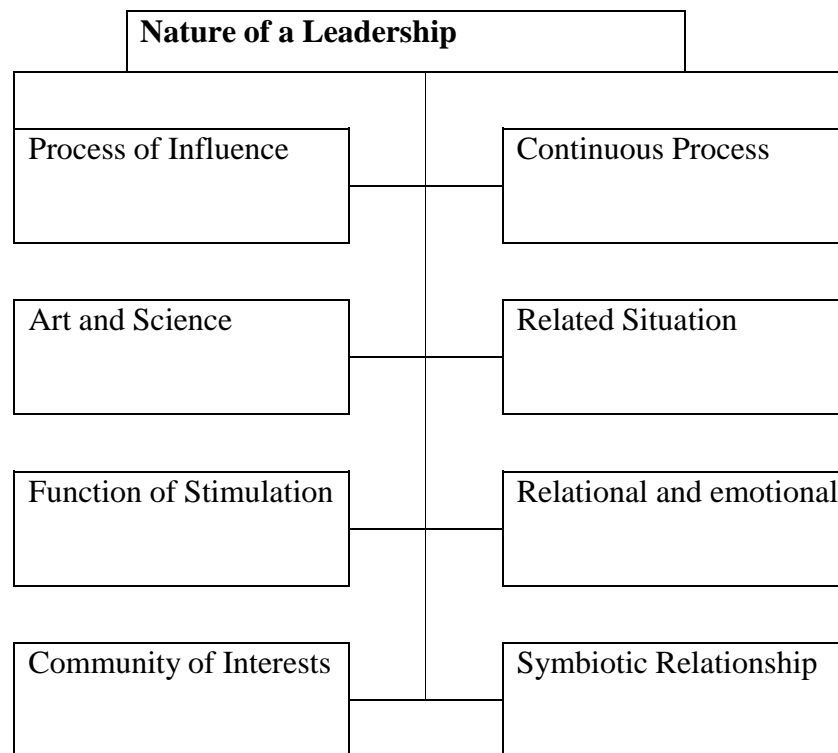 Nature of a Leadership
Process of Influence
Continuous Process
Art and Science
Related Situation
Function of Stimulation
Relational and emotional
Community of Interests
Symbiotic Relationship